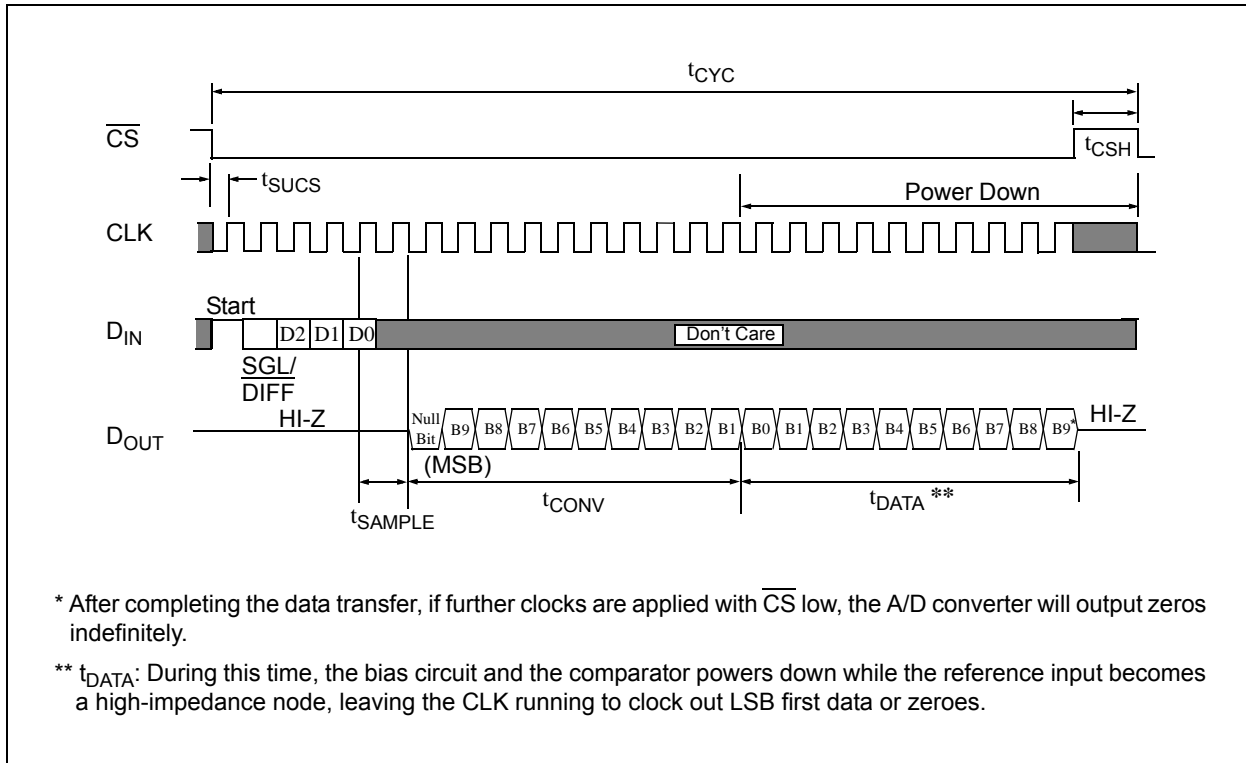 tCYC
CS
tCSH
tSUCS
Power Down
CLK
Start
DIN
D2 D1 D0
Don't Care
SGL/
DIFF
HI-Z
DOUT
Null
Bit
B9 B8 B7 B6 B5 B4 B3 B2 B1 B0 B1 B2 B3 B4 B5 B6 B7 B8 B9*
HI-Z
(MSB)
tSAMPLE
tCONV
tDATA **
* After completing the data transfer, if further clocks are applied with CS low, the A/D converter will output zeros
indefinitely.
** tDATA: During this time, the bias circuit and the comparator powers down while the reference input becomes
a high-impedance node, leaving the CLK running to clock out LSB first data or zeroes.